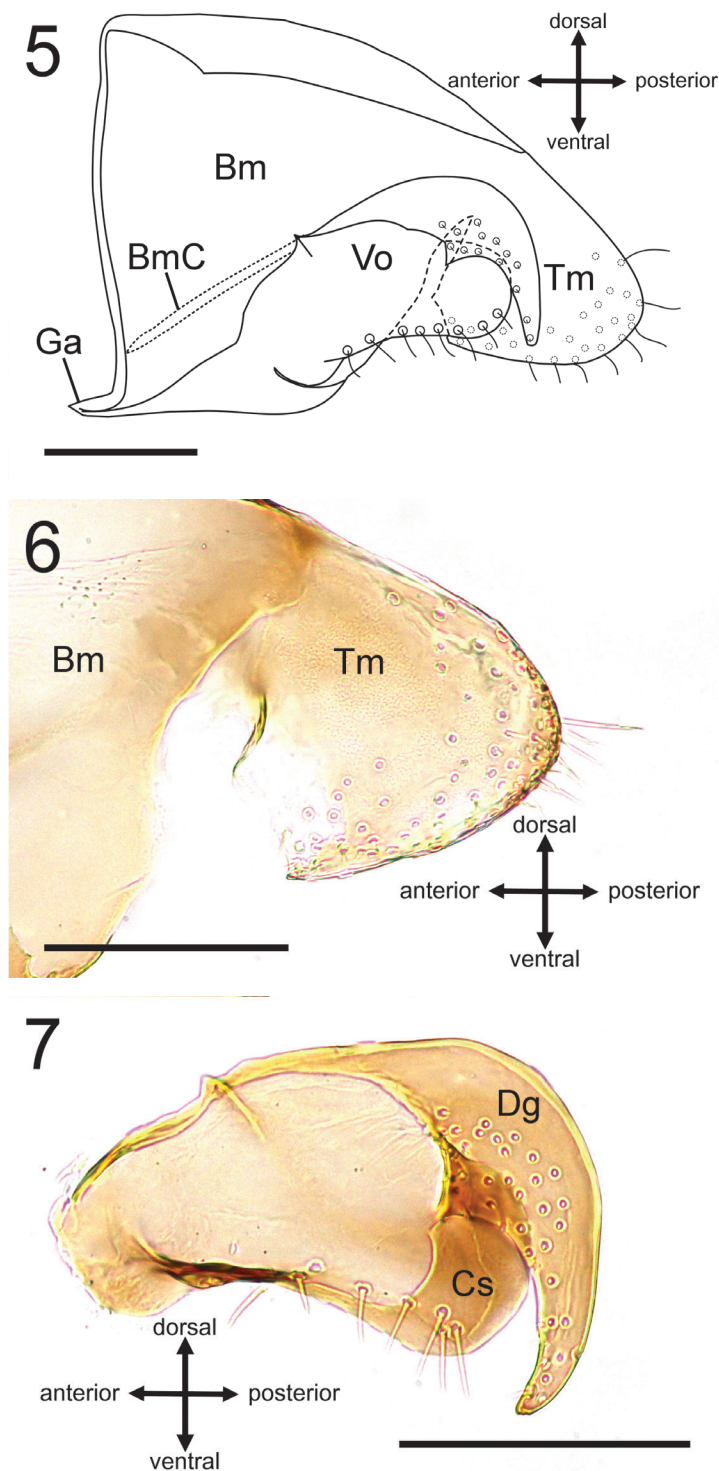 5
dorsal
anterior posterior
ventral
Bm
BmC
Vo
Tm
Ga
6
Bm
Tm
dorsal
anterior posterior
ventral
7
Dg
Cs
dorsal
anterior posterior
ventral